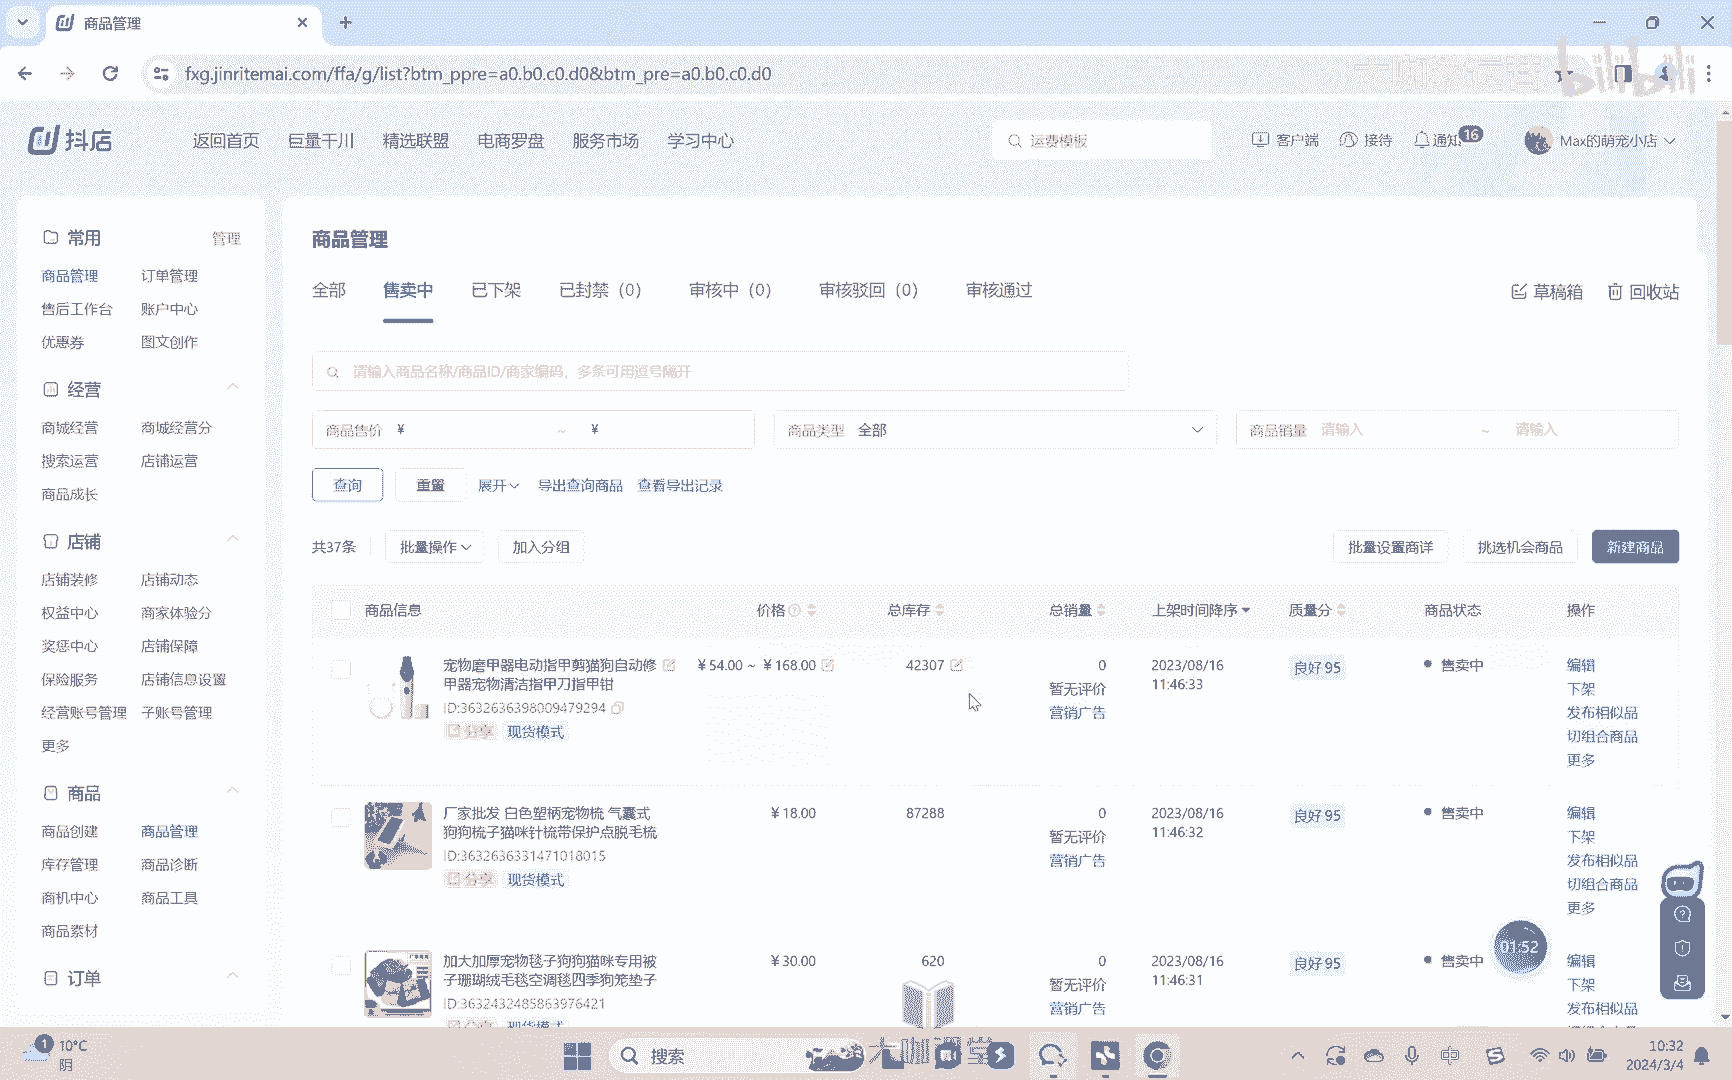 商品管理
fxg.jinritemai.com/ffa/g/list?btm_ppre=a0.b0.c0.d0&btm_pre=a0.b0.c0.d0
bilibili
抖店
返回首页 巨量千川 精选联盟 电商罗盘 服务市场 学习中心
运费模板
客户端 接待 通知 16 Max的萌宠小店
常用 管理
商品管理 订单管理
售后工作台 账户中心
优惠券 图文创作
经营
商城经营 商城经营分
搜索运营 店铺运营
商品成长
店铺
店铺装修 店铺动态
权益中心 商家体验分
奖惩中心 店铺保障
保险服务 店铺信息设置
经营账号管理 子账号管理
更多
商品
商品创建 商品管理
库存管理 商品诊断
商机中心 商品工具
商品素材
订单
商品管理
全部 售卖中 已下架 已封禁（0） 审核中（0） 审核驳回（0） 审核通过
草稿箱 回收站
请输入商品名称/商品ID/商家编码，多条可用逗号隔开
商品售价 ¥ ~ ¥
商品类型 全部
商品销量 请输入 ~ 请输入
查询 重置 展开 导出查询商品 查看导出记录
共37条 批量操作 加入分组
批量设置商详 挑选机会商品 新建商品
商品信息 价格 总库存 总销量 上架时间降序 质量分 商品状态 操作
宠物磨甲器电动指甲剪猫狗自动修
甲器宠物清洁指甲刀指甲钳
ID:3632636398009479294
分享 现货模式
¥54.00 ~ ¥168.00
42307
0
暂无评价
营销广告
2023/08/16
11:46:33
良好 95
售卖中
编辑
下架
发布相似品
切组合商品
更多
厂家批发 白色塑柄宠物梳 气囊式
狗狗梳子猫咪针梳带保护点脱毛梳
ID:3632636331471018015
分享 现货模式
¥18.00
87288
0
暂无评价
营销广告
2023/08/16
11:46:32
良好 95
售卖中
编辑
下架
发布相似品
切组合商品
更多
加大加厚宠物毯子狗狗猫咪专用被
子珊瑚绒毛毯空调毯四季狗笼垫子
ID:3632432485863976421
分享 现货模式
¥30.00
620
0
暂无评价
营销广告
2023/08/16
11:46:31
良好 95
售卖中
编辑
下架
发布相似品
01:52
1
10°C
阴
搜索
大咖课堂
中
10:32
2024/3/4